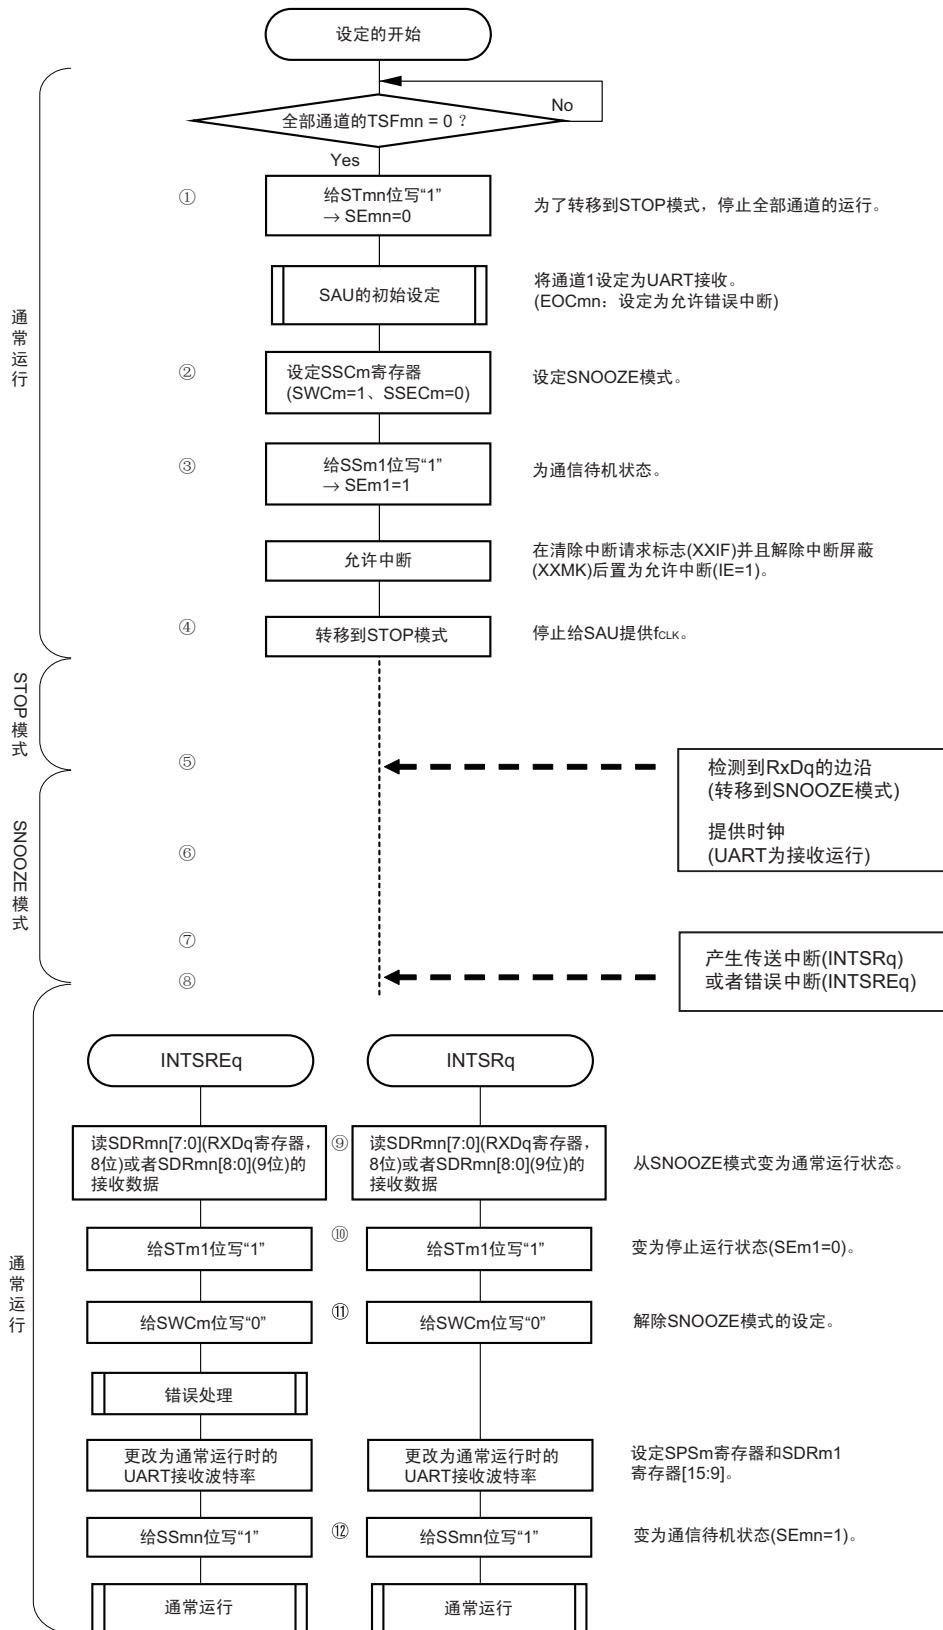 设定的开始
No
全部通道的TSFmn = 0 ？
Yes
①
给STmn位写“1”
→ SEmn=0
为了转移到STOP模式，停止全部通道的运行。
SAU的初始设定
将通道1设定为UART接收。
(EOCmn：设定为允许错误中断)
通常运行
②
设定SSCm寄存器
(SWCm=1、SSECm=0)
设定SNOOZE模式。
③
给SSm1位写“1”
→ SEm1=1
为通信待机状态。
允许中断
在清除中断请求标志(XXIF)并且解除中断屏蔽
(XXMK)后置为允许中断(IE=1)。
④
转移到STOP模式
停止给SAU提供fCLK。
STOP模式
⑤
检测到RxDq的边沿
(转移到SNOOZE模式)
提供时钟
(UART为接收运行)
SNOOZE模式
⑥
⑦
产生传送中断(INTSRq)
或者错误中断(INTSREq)
⑧
INTSREq
INTSRq
读SDRmn[7:0](RXDq寄存器，
8位)或者SDRmn[8:0](9位)的
接收数据
⑨
读SDRmn[7:0](RXDq寄存器，
8位)或者SDRmn[8:0](9位)的
接收数据
从SNOOZE模式变为通常运行状态。
给STm1位写“1”
⑩
给STm1位写“1”
变为停止运行状态(SEm1=0)。
通常运行
给SWCm位写“0”
⑪
给SWCm位写“0”
解除SNOOZE模式的设定。
错误处理
更改为通常运行时的
UART接收波特率
更改为通常运行时的
UART接收波特率
设定SPSm寄存器和SDRm1
寄存器[15:9]。
给SSmn位写“1”
⑫
给SSmn位写“1”
变为通信待机状态(SEmn=1)。
通常运行
通常运行